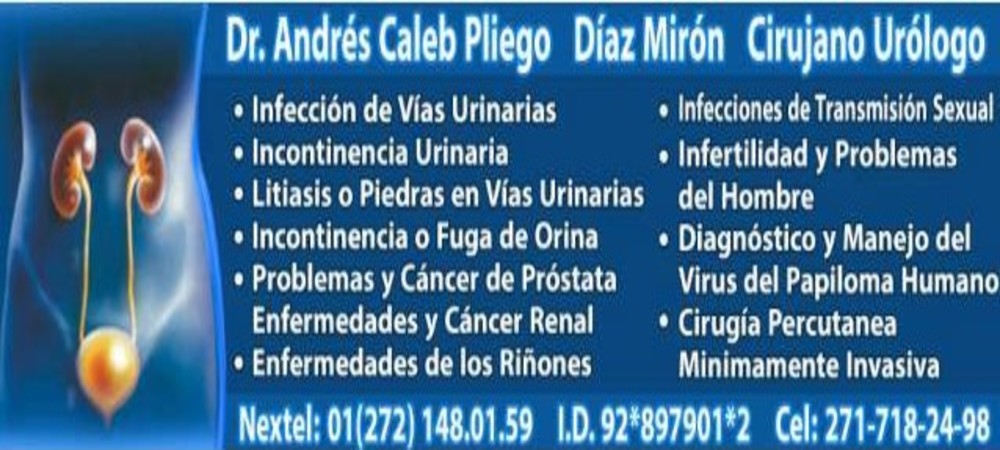 Dr. Andrés Caleb Pliego Díaz Mirón Cirujano Urólogo
• Infección de Vías Urinarias
• Incontinencia Urinaria
• Litiasis o Piedras en Vías Urinarias
• Incontinencia o Fuga de Orina
• Problemas y Cáncer de Próstata
Enfermedades y Cáncer Renal
• Enfermedades de los Riñones
• Infecciones de Transmisión Sexual
• Infertilidad y Problemas
del Hombre
• Diagnóstico y Manejo del
Virus del Papiloma Humano
• Cirugía Percutanea
Minimamente Invasiva
Nextel: 01(272) 148.01.59 I.D. 92*897901*2 Cel: 271-718-24-98